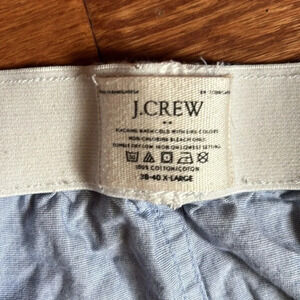 J.CREW
MACHINE WASH COLD WITH LIKE COLORS
NON-CHLORINE BLEACH ONLY
TUMBLE DRY LOW IRON ON LOWEST SETTING
100% COTTON/COTON
38-40 X-LARGE